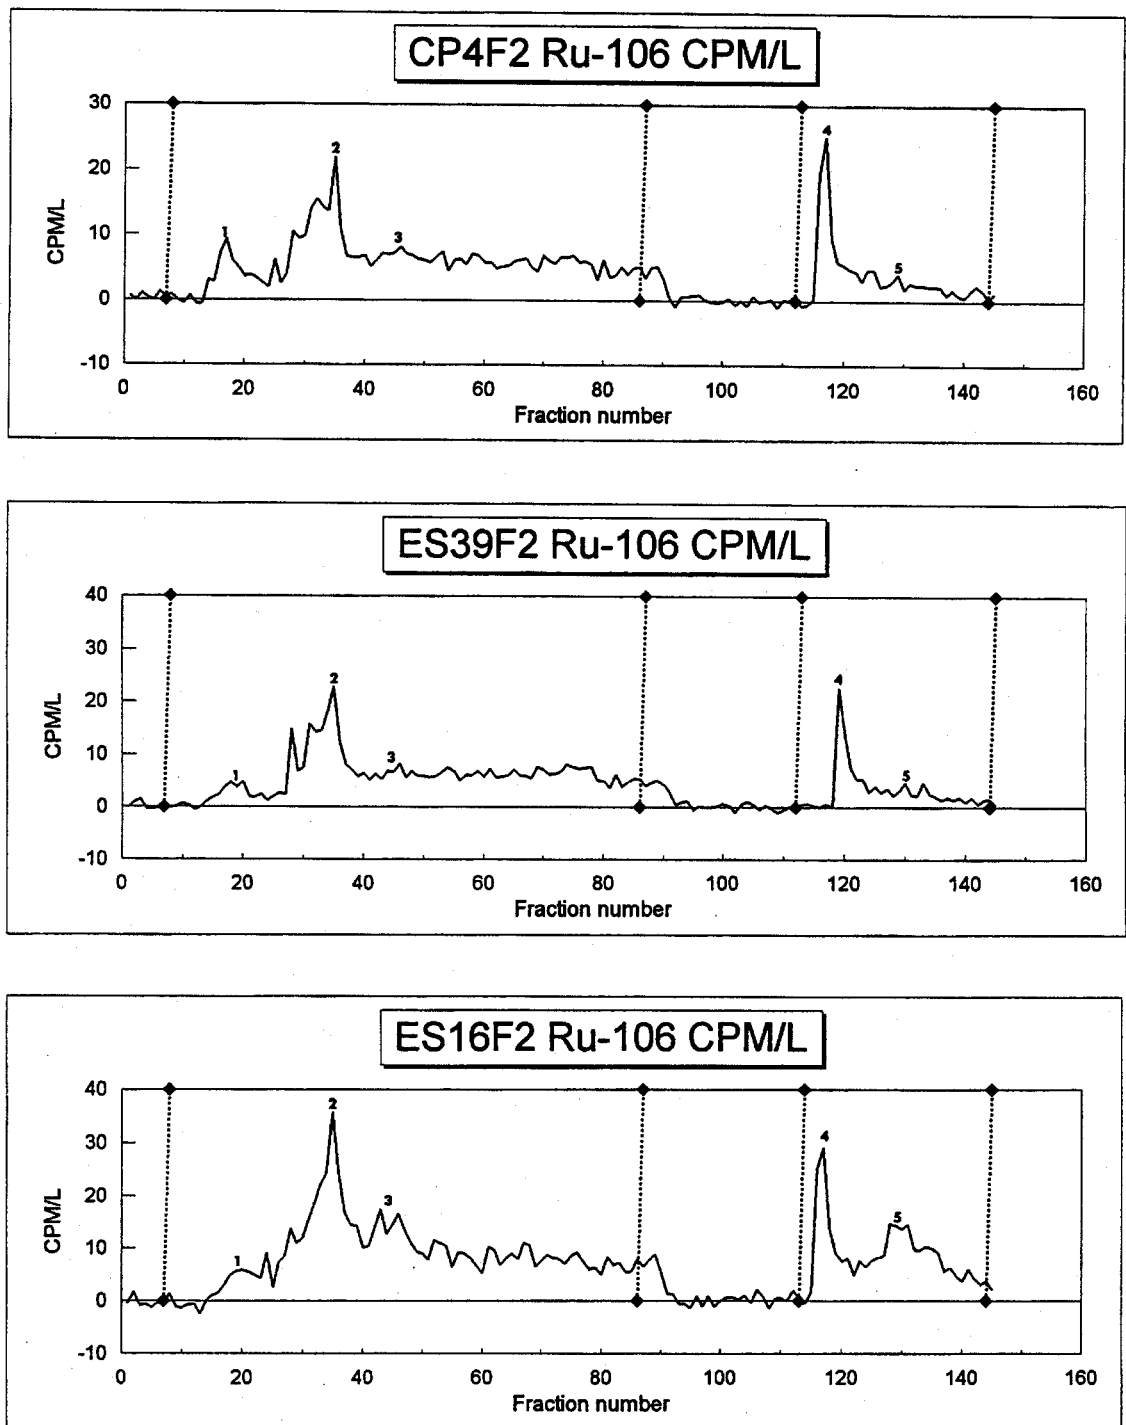 CP4F2 Ru-106 CPM/L
30
20
10
0
-10
CPM/L
1
2
3
4
5
0 20 40 60 80 100 120 140 160
Fraction number
ES39F2 Ru-106 CPM/L
40
30
20
10
0
-10
CPM/L
1
2
3
4
5
0 20 40 60 80 100 120 140 160
Fraction number
ES16F2 Ru-106 CPM/L
40
30
20
10
0
-10
CPM/L
1
2
3
4
5
0 20 40 60 80 100 120 140 160
Fraction number